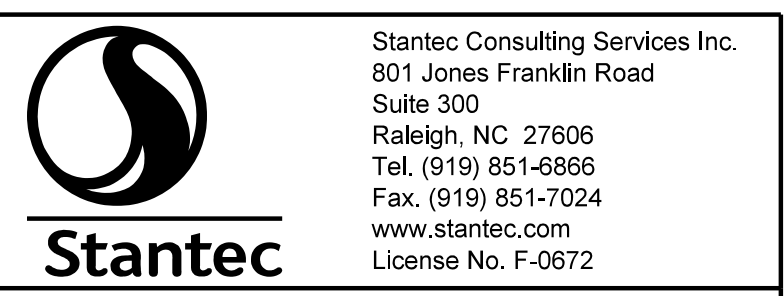 Stantec
Stantec Consulting Services Inc.
801 Jones Franklin Road
Suite 300
Raleigh, NC  27606
Tel. (919) 851-6866
Fax. (919) 851-7024
www.stantec.com
License No. F-0672